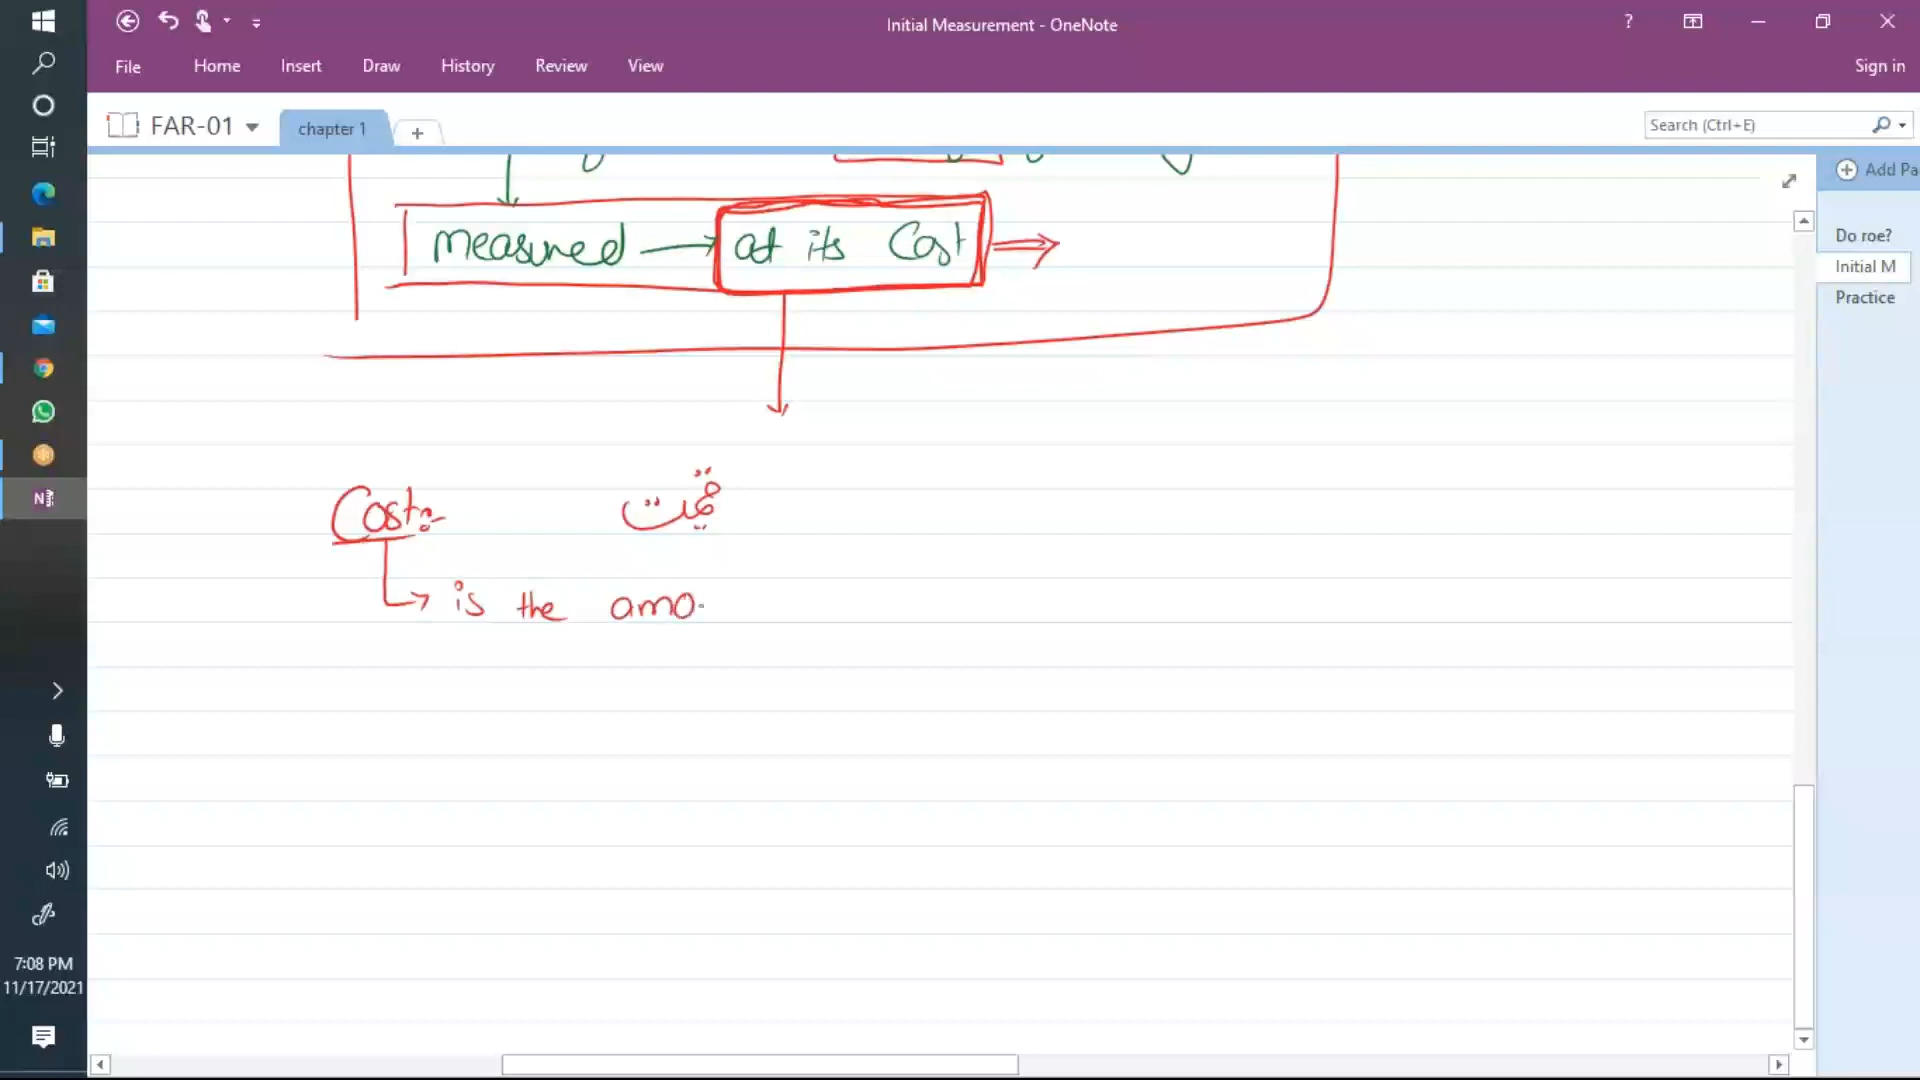 Initial Measurement - OneNote
?
File Home Insert Draw History Review View
Sign in
FAR-01
chapter 1
+
Search (Ctrl+E)
Add Pa
Do roe?
Initial M
Practice
measured → at its Cost ⇒
Cost:-
قیمت
is the amo
7:08 PM
11/17/2021